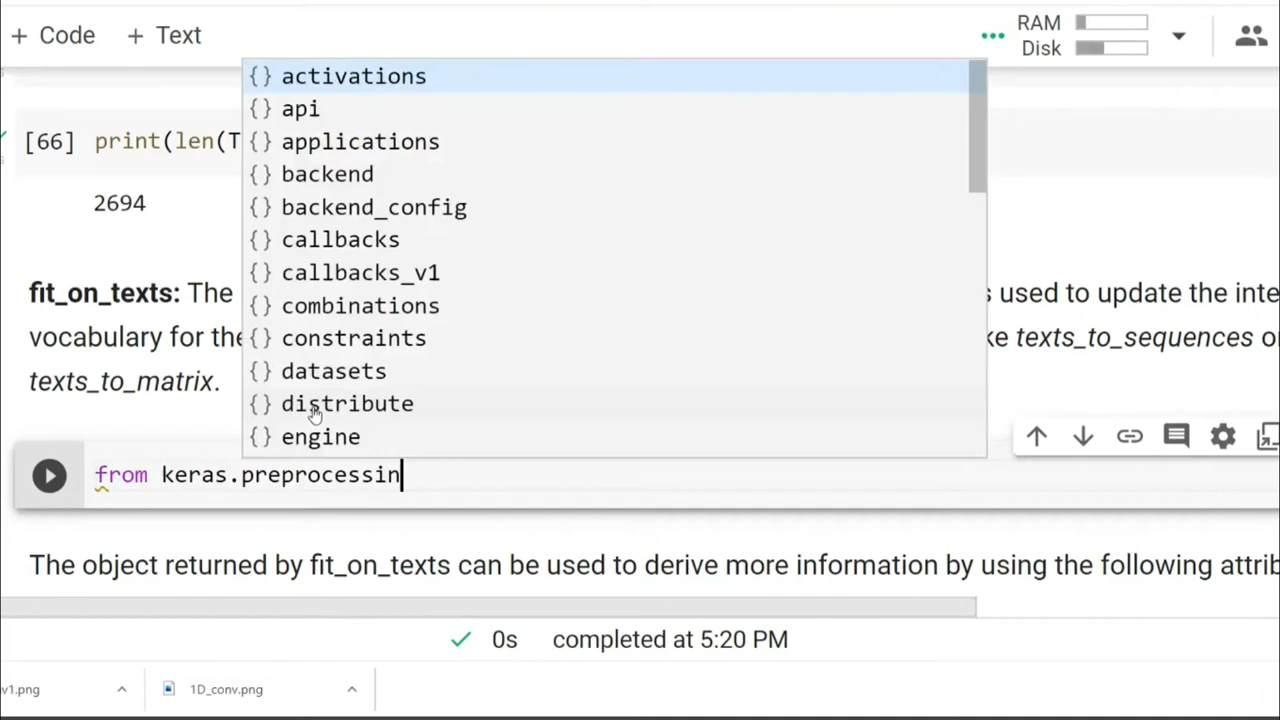 + Code + Text
RAM
Disk
{} activations
{} api
{} applications
{} backend
{} backend_config
{} callbacks
{} callbacks_v1
{} combinations
{} constraints
{} datasets
{} distribute
{} engine
[66] print(len(T
2694
fit_on_texts: The s used to update the inte
vocabulary for the ke texts_to_sequences o
texts_to_matrix.
from keras.preprocessin
The object returned by fit_on_texts can be used to derive more information by using the following attrib
0s completed at 5:20 PM
v1.png 1D_conv.png